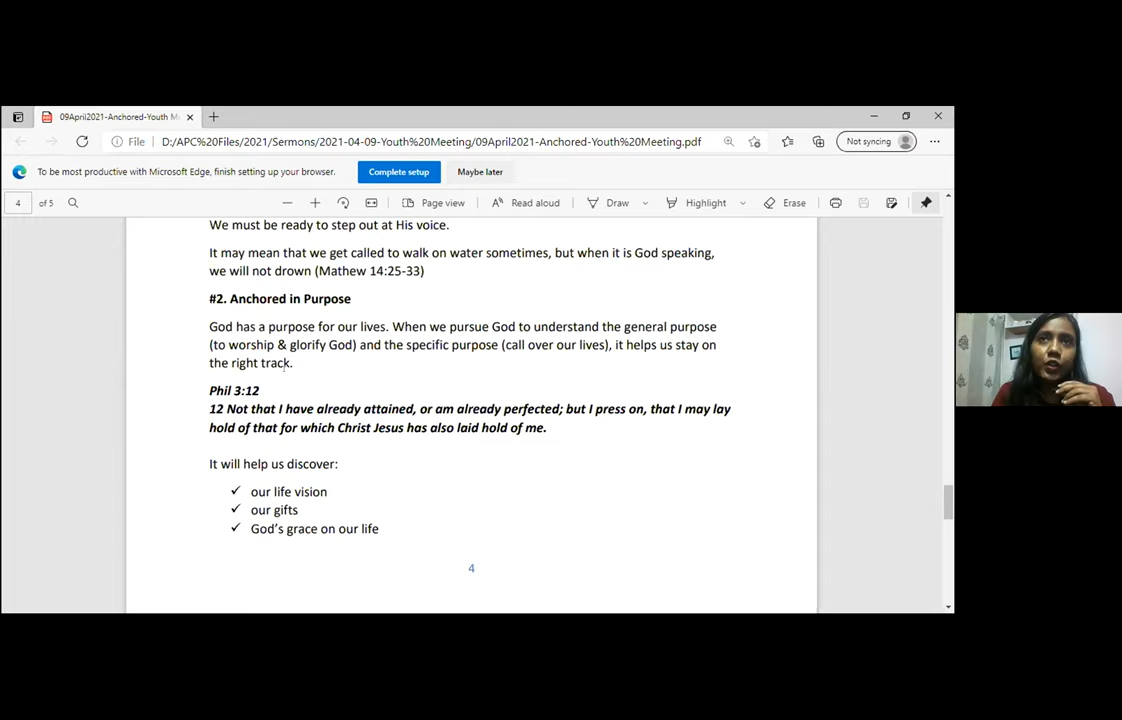 09April2021-Anchored-Youth M
File D:/APC%20Files/2021/Sermons/2021-04-09-Youth%20Meeting/09April2021-Anchored-Youth%20Meeting.pdf Not syncing
To be most productive with Microsoft Edge, finish setting up your browser. Complete setup Maybe later
4 of 5 Page view Read aloud Draw Highlight Erase
We must be ready to step out at His voice.
It may mean that we get called to walk on water sometimes, but when it is God speaking,
we will not drown (Mathew 14:25-33)
#2. Anchored in Purpose
God has a purpose for our lives. When we pursue God to understand the general purpose
(to worship & glorify God) and the specific purpose (call over our lives), it helps us stay on
the right track.
Phil 3:12
12 Not that I have already attained, or am already perfected; but I press on, that I may lay
hold of that for which Christ Jesus has also laid hold of me.
It will help us discover:
✓ our life vision
✓ our gifts
✓ God's grace on our life
4